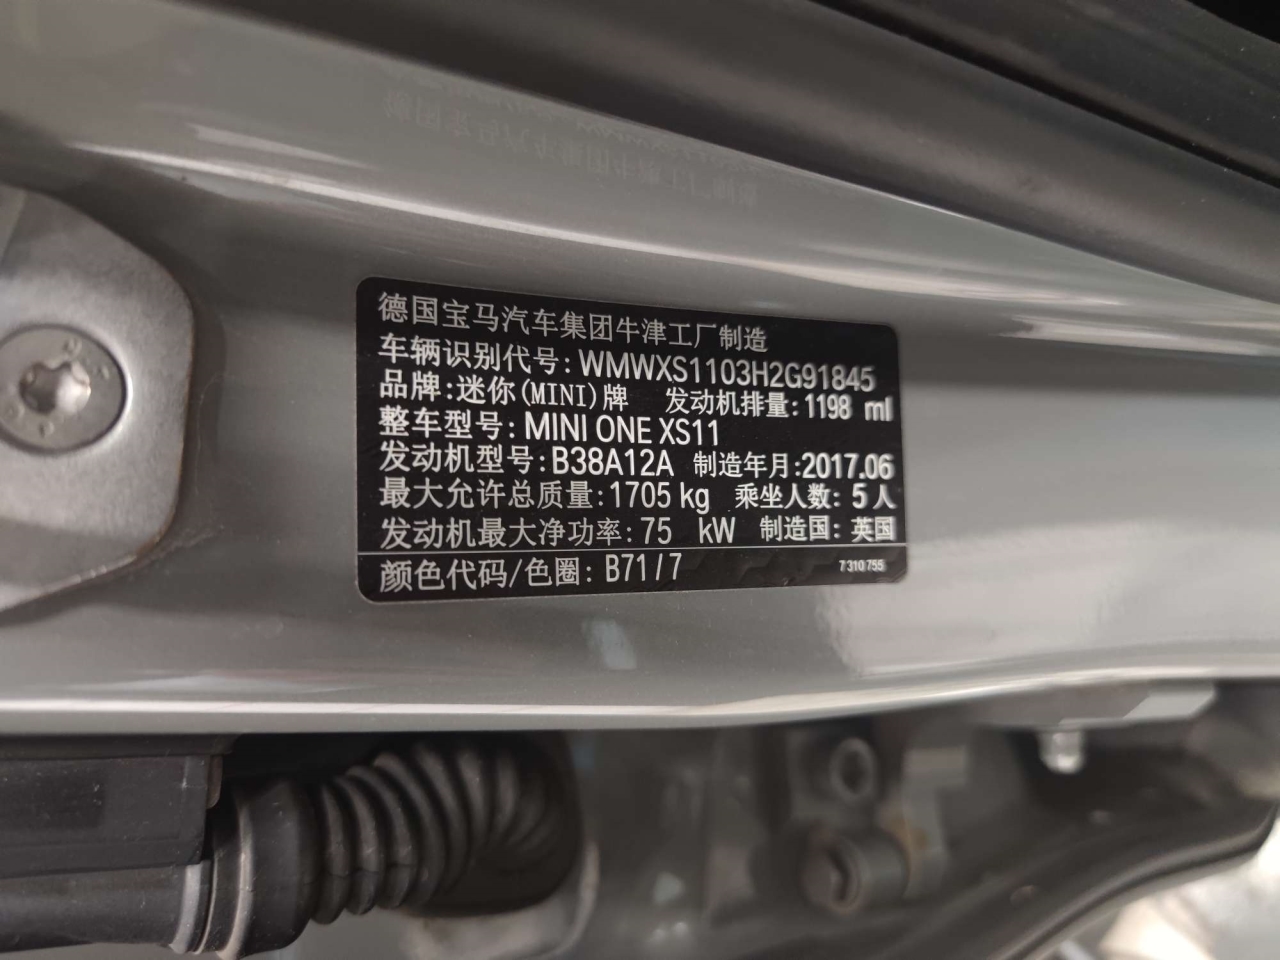 德国宝马汽车集团牛津工厂制造
车辆识别代号: WMWXS1103H2G91845
品牌: 迷你(MINI)牌 发动机排量: 1198 ml
整车型号: MINI ONE XS11
发动机型号: B38A12A 制造年月: 2017.06
最大允许总质量: 1705 kg 乘坐人数: 5人
发动机最大净功率: 75 kW 制造国: 英国
颜色代码/色圈: B71/7 7 310 755